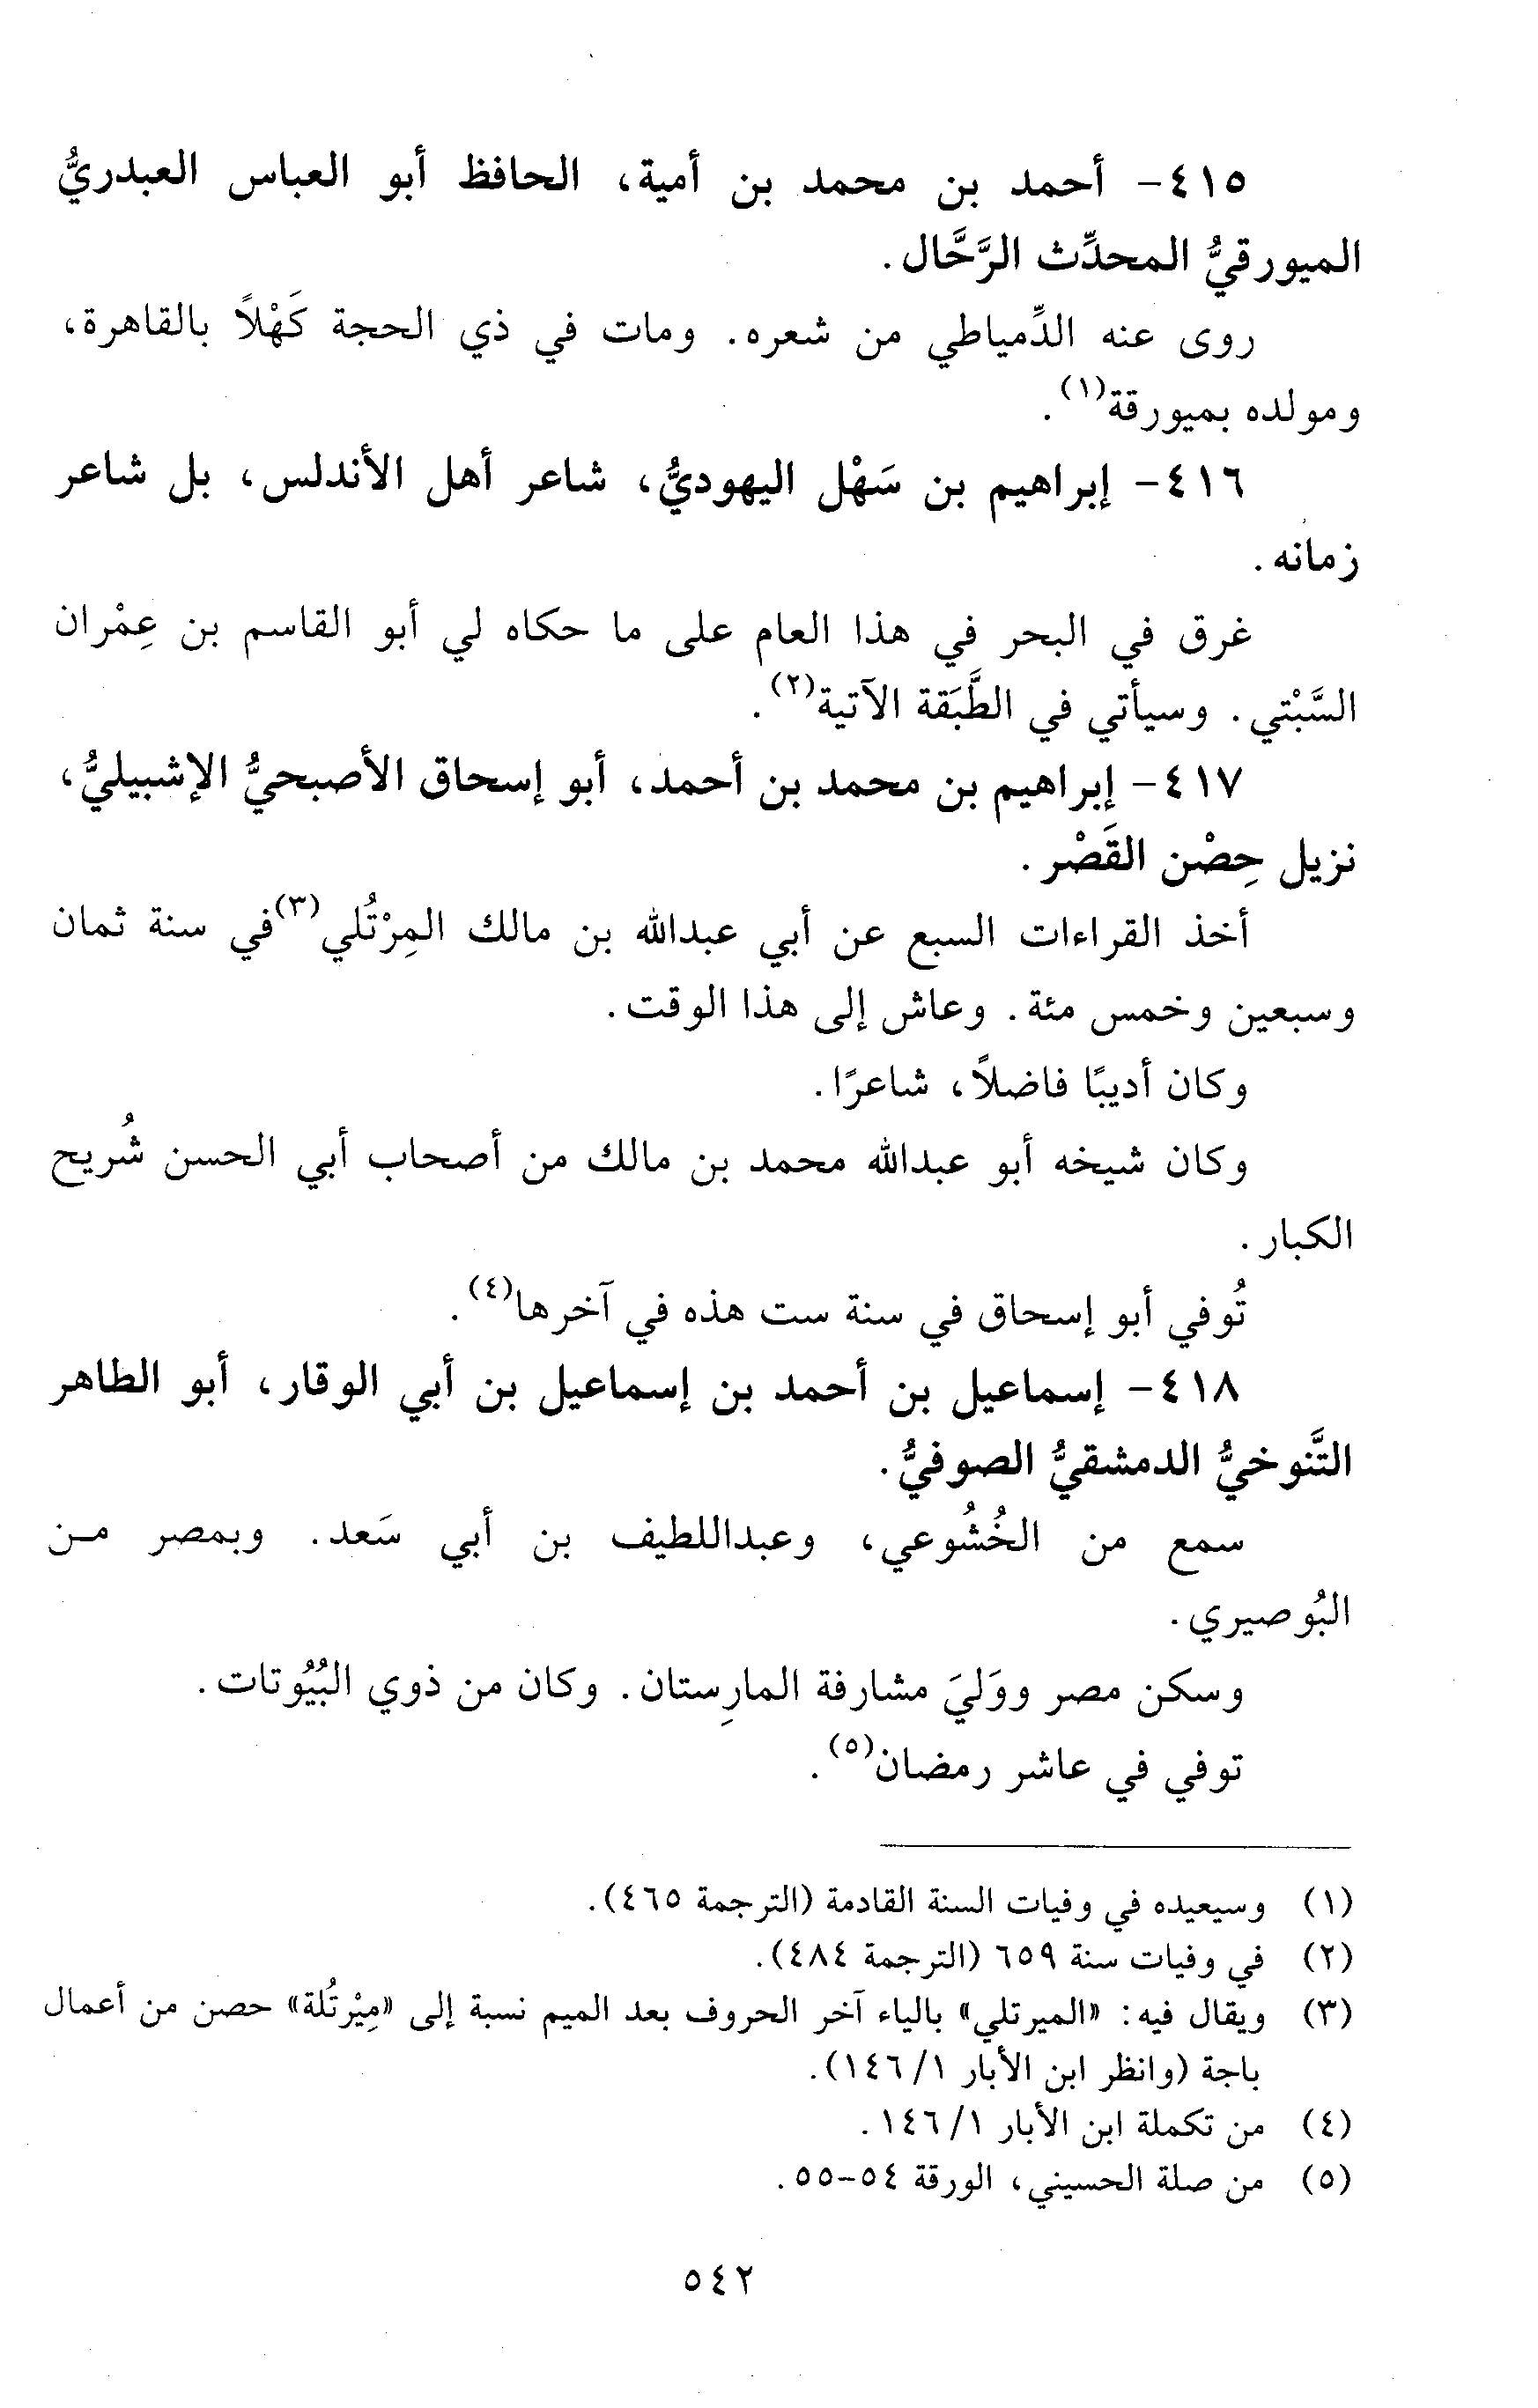 ٤١٥- أحمد بن محمد بن أمية، الحافظ أبو العباس العبدريُّ
الميورقيُّ المحدِّث الرَّحَّال.
روى عنه الدِّمياطي من شعره. ومات في ذي الحجة كَهْلاً بالقاهرة،
ومولده بميورقة(١).
٤١٦- إبراهيم بن سَهْل اليهوديُّ، شاعر أهل الأندلس، بل شاعر
زمانه.
غرق في البحر في هذا العام على ما حكاه لي أبو القاسم بن عِمْران
السَّبْتي. وسيأتي في الطَّبَقة الآتية(٢).
٤١٧- إبراهيم بن محمد بن أحمد، أبو إسحاق الأصبحيُّ الإشبيليُّ،
نزيل حِصْن القَصْر.
أخذ القراءات السبع عن أبي عبدالله بن مالك المِرْتُلي(٣) في سنة ثمان
وسبعين وخمس مئة. وعاش إلى هذا الوقت.
وكان أديبًا فاضلاً، شاعرًا.
وكان شيخه أبو عبدالله محمد بن مالك من أصحاب أبي الحسن شُريح
الكبار.
تُوفي أبو إسحاق في سنة ست هذه في آخرها(٤).
٤١٨- إسماعيل بن أحمد بن إسماعيل بن أبي الوقار، أبو الطاهر
التَّنوخيُّ الدمشقيُّ الصوفيُّ.
سمع من الخُشُوعي، وعبداللطيف بن أبي سَعد. وبمصر مـن
البُوصيري.
وسكن مصر ووَليَ مشارفة المارِستان. وكان من ذوي البُيُوتات.
توفي في عاشر رمضان(٥).
(١) وسيعيده في وفيات السنة القادمة (الترجمة ٤٦٥).
(٢) في وفيات سنة ٦٥٩ (الترجمة ٤٨٤).
(٣) ويقال فيه: «الميرتلي» بالياء آخر الحروف بعد الميم نسبة إلى «مِيْرتُلة» حصن من أعمال
باجة (وانظر ابن الأبار ١/ ١٤٦).
(٤) من تكملة ابن الأبار ١/ ١٤٦.
(٥) من صلة الحسيني، الورقة ٥٤-٥٥.
٥٤٢